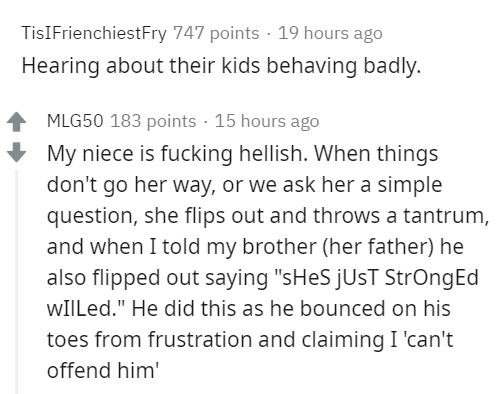 TisIFrienchiestFry 747 points · 19 hours ago
Hearing about their kids behaving badly.
MLG50 183 points · 15 hours ago
My niece is fucking hellish. When things
don't go her way, or we ask her a simple
question, she flips out and throws a tantrum,
and when I told my brother (her father) he
also flipped out saying "sHeS jUsT StrOngEd
wIlLed." He did this as he bounced on his
toes from frustration and claiming I 'can't
offend him'